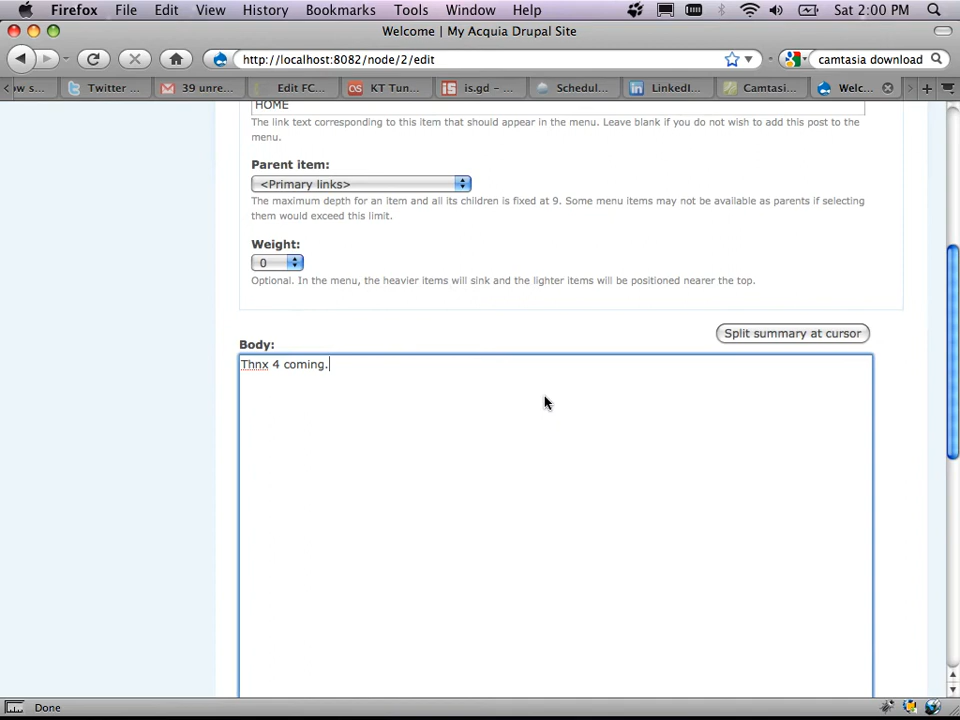 Firefox File Edit View History Bookmarks Tools Window Help Sat 2:00 PM
Welcome | My Acquia Drupal Site
http://localhost:8082/node/2/edit camtasia download
ow s... Twitter ... 39 unre... Edit FC... KT Tun... is.gd - ... Schedul... LinkedI... Camtasi... Welc...
HOME
The link text corresponding to this item that should appear in the menu. Leave blank if you do not wish to add this post to the
menu.
Parent item:
<Primary links>
The maximum depth for an item and all its children is fixed at 9. Some menu items may not be available as parents if selecting
them would exceed this limit.
Weight:
0
Optional. In the menu, the heavier items will sink and the lighter items will be positioned nearer the top.
Split summary at cursor
Body:
Thnx 4 coming.
Done